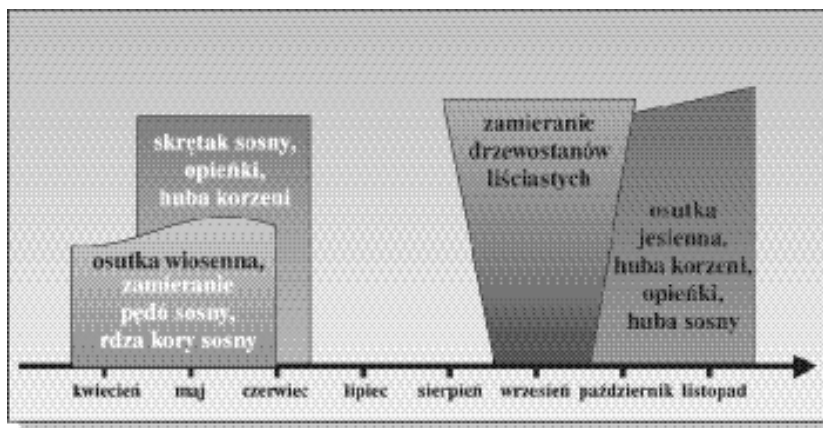 skrętak sosny,
opieńki,
huba korzeni
osutka wiosenna,
zamieranie
pędó sosny,
rdza kory sosny
zamieranie
drzewostanów
liściastych
osutka
jesienna,
huba korzeni,
opieńki,
huba sosny
kwiecień maj czerwiec lipiec sierpień wrzesień październik listopad